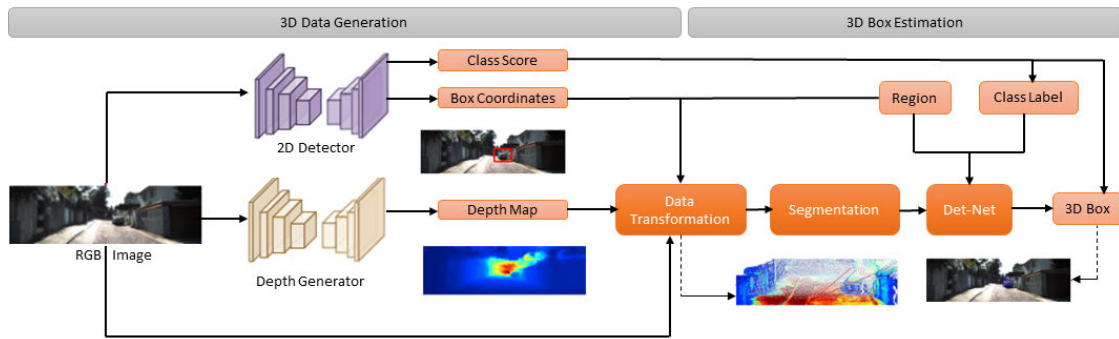 3D Data Generation
3D Box Estimation
Class Score
Box Coordinates
Region
Class Label
2D Detector
Depth Map
Data
Transformation
Segmentation
Det-Net
3D Box
RGB Image
Depth Generator